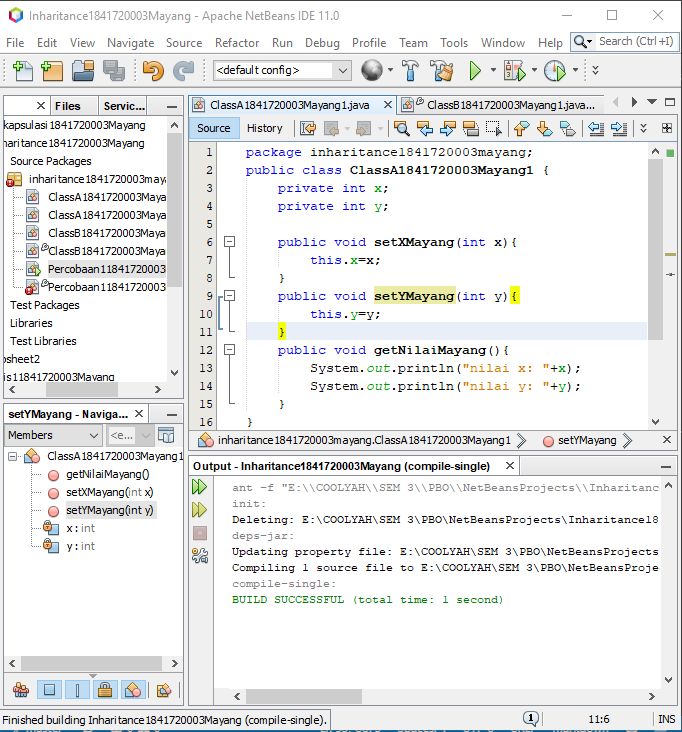 Inharitance1841720003Mayang - Apache NetBeans IDE 11.0
File Edit View Navigate Source Refactor Run Debug Profile Team Tools Window Help Search (Ctrl+I)
<default config>
Files Servic...
ClassA1841720003Mayang1.java ClassB1841720003Mayang1.java...
kapsulasi1841720003Mayang
haritance1841720003Mayang
Source Packages
inharitance1841720003may
ClassA1841720003Maya
ClassA1841720003Maya
ClassB1841720003Maya
ClassB1841720003Maya
Percobaan11841720003
Percobaan11841720003
Test Packages
Libraries
Test Libraries
bsheet2
is11841720003Mayang
Source History
1 package inharitance1841720003mayang;
2 public class ClassA1841720003Mayang1 {
3 private int x;
4 private int y;
5
6 public void setXMayang(int x){
7 this.x=x;
8 }
9 public void setYMayang(int y){
10 this.y=y;
11 }
12 public void getNilaiMayang(){
13 System.out.println("nilai x: "+x);
14 System.out.println("nilai y: "+y);
15 }
16 }
inharitance1841720003mayang.ClassA1841720003Mayang1 setYMayang
setYMayang - Naviga...
Members <e...
ClassA1841720003Mayang1
getNilaiMayang()
setXMayang(int x)
setYMayang(int y)
x : int
y : int
Output - Inharitance1841720003Mayang (compile-single)
ant -f "E:\\COOLYAH\\SEM 3\\PBO\\NetBeansProjects\\Inharitanc
init:
Deleting: E:\COOLYAH\SEM 3\PBO\NetBeansProjects\Inharitance18
deps-jar:
Updating property file: E:\COOLYAH\SEM 3\PBO\NetBeansProjects
Compiling 1 source file to E:\COOLYAH\SEM 3\PBO\NetBeansProje
compile-single:
BUILD SUCCESSFUL (total time: 1 second)
Finished building Inharitance1841720003Mayang (compile-single). 1 11:6 INS